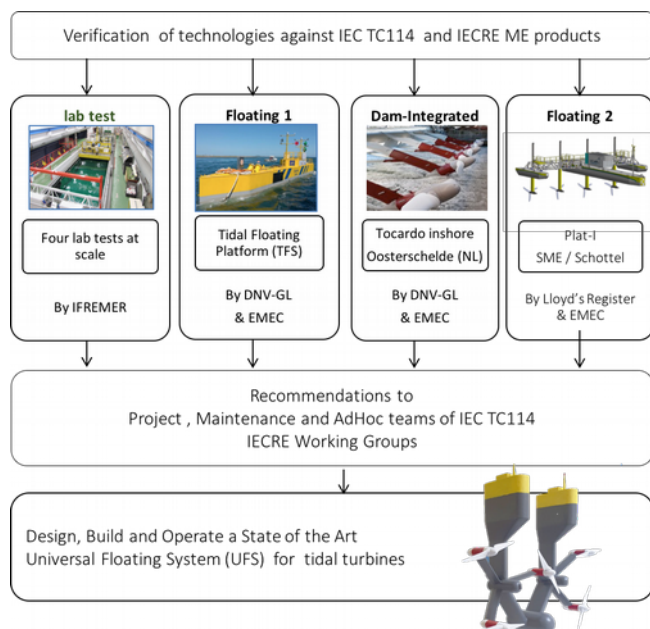 Verification of technologies against IEC TC114 and IECRE ME products
lab test
Four lab tests at
scale
By IFREMER
Floating 1
Tidal Floating
Platform (TFS)
By DNV-GL
& EMEC
Dam-Integrated
Tocardo inshore
Oosterschelde (NL)
By DNV-GL
& EMEC
Floating 2
Plat-I
SME / Schottel
By Lloyd's Register
& EMEC
Recommendations to
Project , Maintenance and AdHoc teams of IEC TC114
IECRE Working Groups
Design, Build and Operate a State of the Art
Universal Floating System (UFS) for tidal turbines